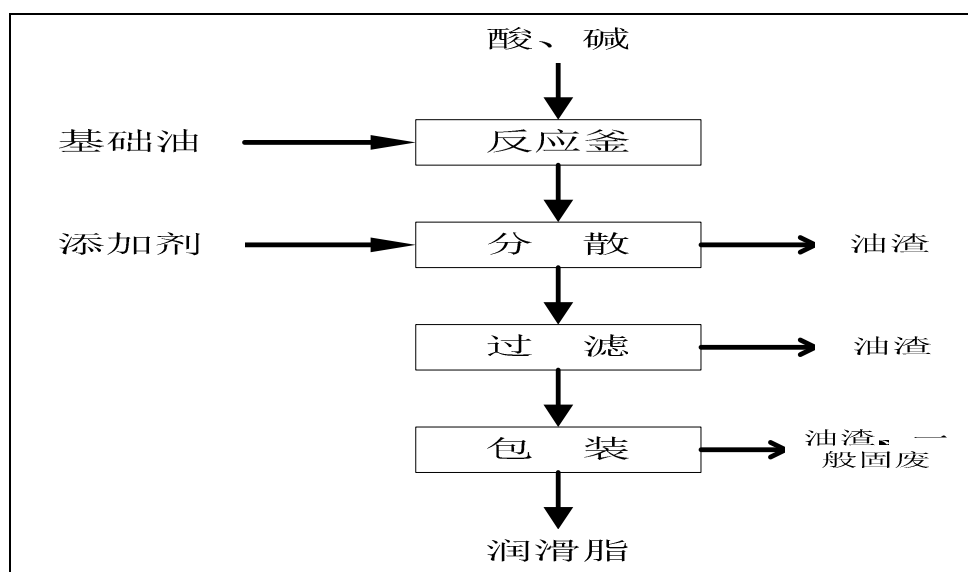 酸、碱
基础油
反应釜
添加剂
分 散
油渣
过 滤
油渣
包 装
油渣、一
般固废
润滑脂